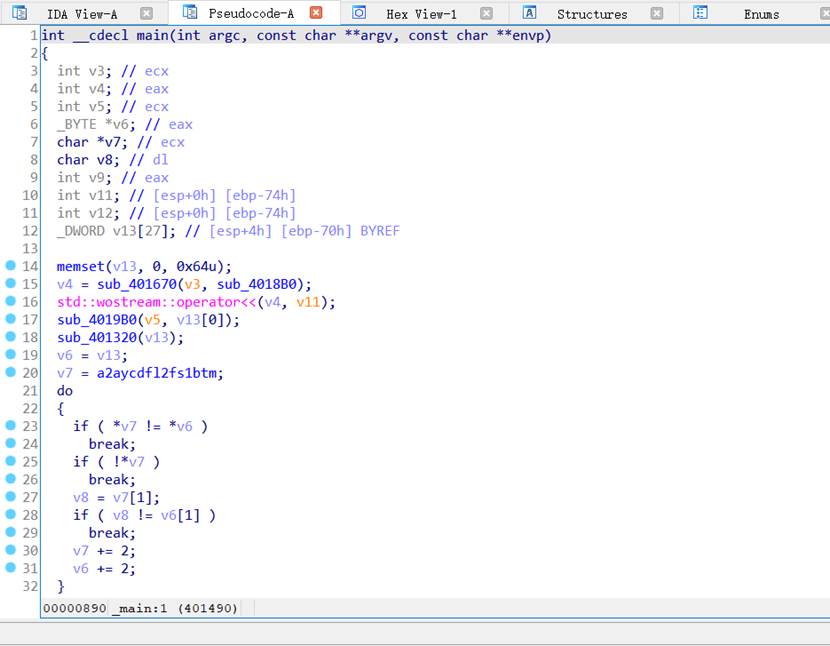 IDA View-A Pseudocode-A Hex View-1 Structures Enums
1 int __cdecl main(int argc, const char **argv, const char **envp)
2 {
3 int v3; // ecx
4 int v4; // eax
5 int v5; // ecx
6 _BYTE *v6; // eax
7 char *v7; // ecx
8 char v8; // dl
9 int v9; // eax
10 int v11; // [esp+0h] [ebp-74h]
11 int v12; // [esp+0h] [ebp-74h]
12 _DWORD v13[27]; // [esp+4h] [ebp-70h] BYREF
13
14 memset(v13, 0, 0x64u);
15 v4 = sub_401670(v3, sub_4018B0);
16 std::wostream::operator<<(v4, v11);
17 sub_4019B0(v5, v13[0]);
18 sub_401320(v13);
19 v6 = v13;
20 v7 = a2aycdfl2fs1btm;
21 do
22 {
23 if ( *v7 != *v6 )
24 break;
25 if ( !*v7 )
26 break;
27 v8 = v7[1];
28 if ( v8 != v6[1] )
29 break;
30 v7 += 2;
31 v6 += 2;
32 }
00000890 _main:1 (401490)